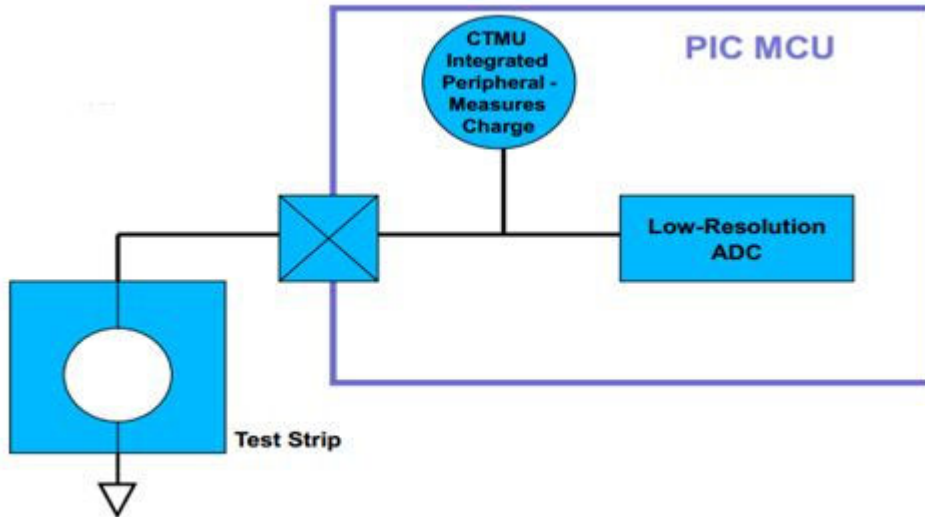 CTMU
Integrated
Peripheral -
Measures
Charge
PIC MCU
Low-Resolution
ADC
Test Strip